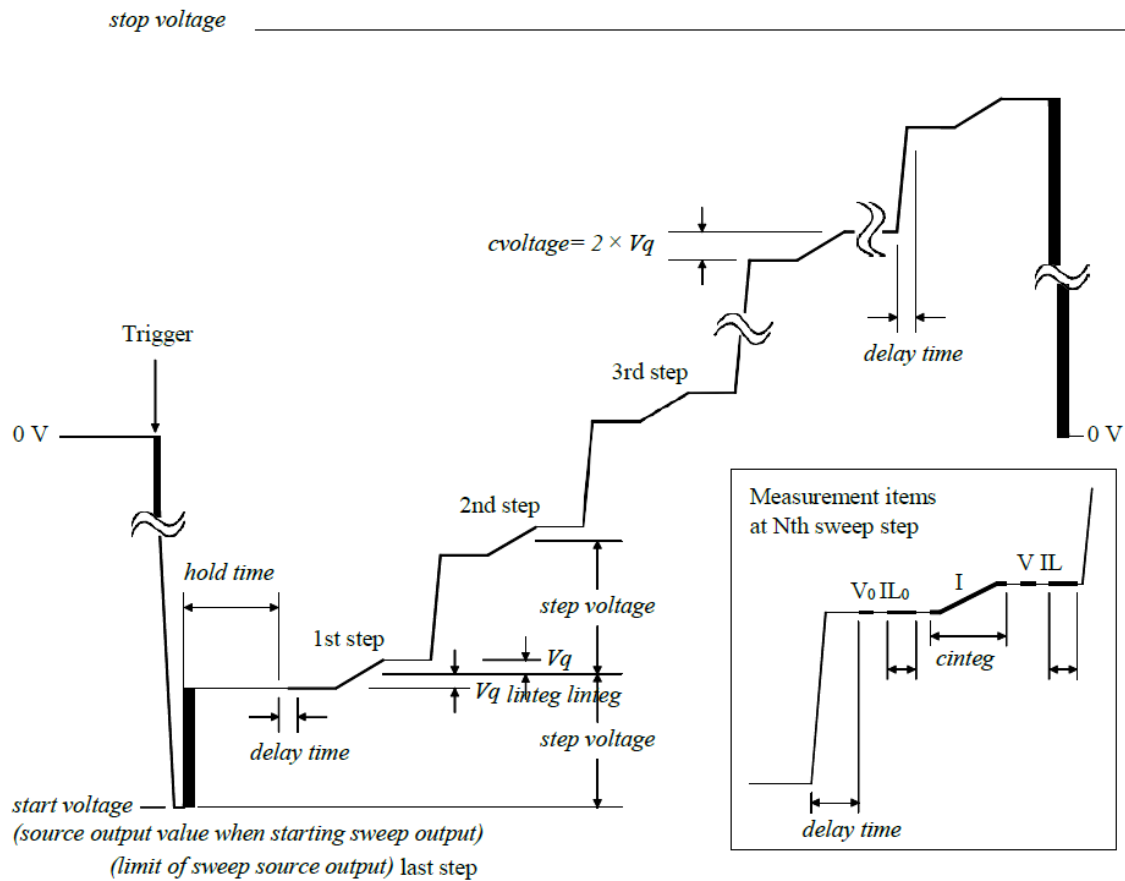 stop voltage
cvoltage= 2 × Vq
delay time
Trigger
3rd step
0 V
0 V
2nd step
hold time
step voltage
1st step
Vq
Vq linteg linteg
delay time
step voltage
start voltage
(source output value when starting sweep output)
(limit of sweep source output) last step
Measurement items
at Nth sweep step
V IL
V₀ IL₀
I
cinteg
delay time